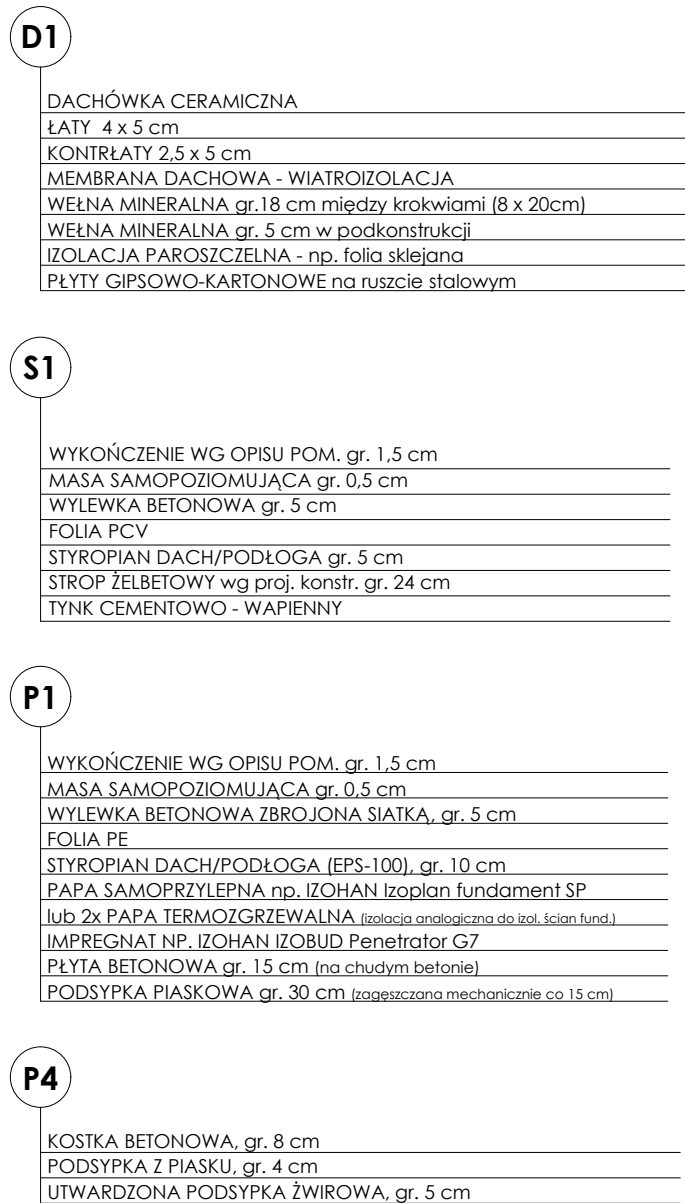 D1
DACHÓWKA CERAMICZNA
ŁATY 4 x 5 cm
KONTRŁATY 2,5 x 5 cm
MEMBRANA DACHOWA - WIATROIZOLACJA
WEŁNA MINERALNA gr.18 cm między krokwiami (8 x 20cm)
WEŁNA MINERALNA gr. 5 cm w podkonstrukcji
IZOLACJA PAROSZCZELNA - np. folia sklejana
PŁYTY GIPSOWO-KARTONOWE na ruszcie stalowym
S1
WYKOŃCZENIE WG OPISU POM. gr. 1,5 cm
MASA SAMOPOZIOMUJĄCA gr. 0,5 cm
WYLEWKA BETONOWA gr. 5 cm
FOLIA PCV
STYROPIAN DACH/PODŁOGA gr. 5 cm
STROP ŻELBETOWY wg proj. konstr. gr. 24 cm
TYNK CEMENTOWO - WAPIENNY
P1
WYKOŃCZENIE WG OPISU POM. gr. 1,5 cm
MASA SAMOPOZIOMUJĄCA gr. 0,5 cm
WYLEWKA BETONOWA ZBROJONA SIATKĄ, gr. 5 cm
FOLIA PE
STYROPIAN DACH/PODŁOGA (EPS-100), gr. 10 cm
PAPA SAMOPRZYLEPNA np. IZOHAN Izoplan fundament SP
lub 2x PAPA TERMOZGRZEWALNA (izolacja analogiczna do izol. ścian fund.)
IMPREGNAT NP. IZOHAN IZOBUD Penetrator G7
PŁYTA BETONOWA gr. 15 cm (na chudym betonie)
PODSYPKA PIASKOWA gr. 30 cm (zagęszczana mechanicznie co 15 cm)
P4
KOSTKA BETONOWA, gr. 8 cm
PODSYPKA Z PIASKU, gr. 4 cm
UTWARDZONA PODSYPKA ŻWIROWA, gr. 5 cm